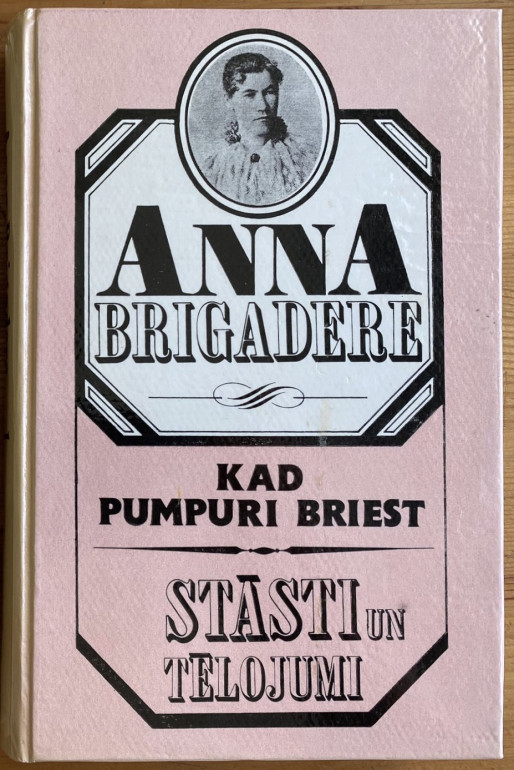 ANNA
BRIGADERE
KAD
PUMPURI BRIEST
STĀSTI UN
TĒLOJUMI